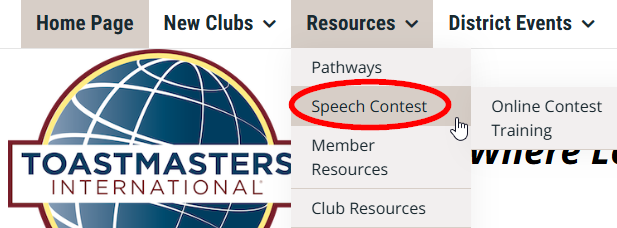 Home Page New Clubs Resources District Events
Pathways
Speech Contest
Online Contest
Training
Member
Resources
Club Resources
TOASTMASTERS
INTERNATIONAL
Where